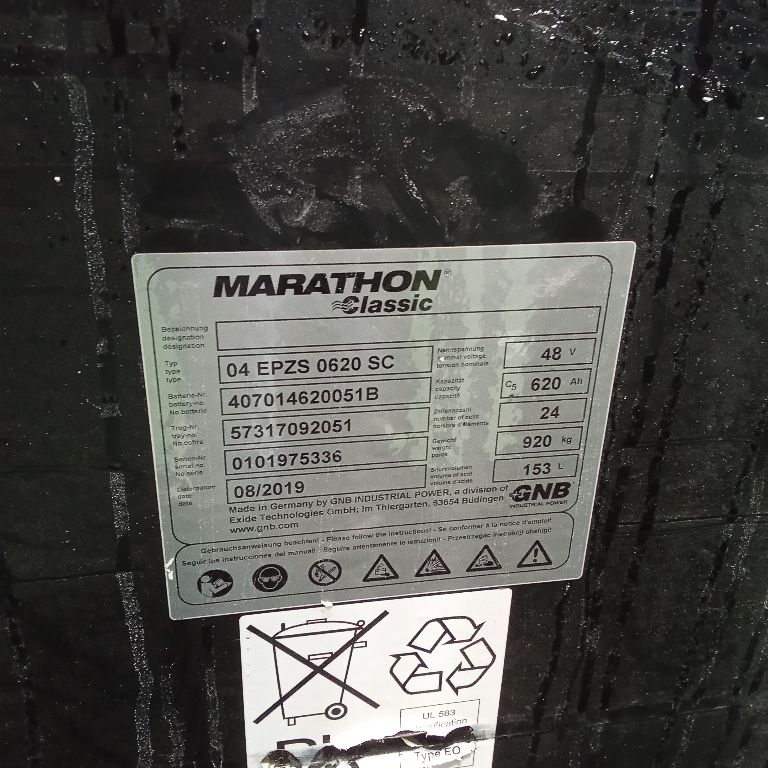 MARATHON®
Classic
Bezeichnung
designation
désignation
Typ
type
type
04 EPZS 0620 SC
Batterie-Nr.
battery-no.
No batterie
407014620051B
Trog-Nr.
tray-no.
No coffre
57317092051
Serien-Nr.
serial-no.
No série
0101975336
Lieferdatum
date
date
08/2019
Nennspannung
nominal voltage
tension nominale
48 V
Kapazität
capacity
capacité
C5 620 Ah
Zellenanzahl
number of cells
nombre d'éléments
24
Gewicht
weight
poids
920 kg
Säurevolumen
volume of acid
volume d'acide
153 L
Made in Germany by GNB INDUSTRIAL POWER, a division of
Exide Technologies GmbH; Im Thiergarten, 63654 Büdingen
www.gnb.com
GNB
INDUSTRIAL POWER
Gebrauchsanweisung beachten! - Please follow the instructions! - Se conformer à la notice d'emploi!
Seguir los instrucciones del manual! - Seguire attentamente le istruzioni! - Przestrzegać instrukcji obsługi!
UL 583
Type EO